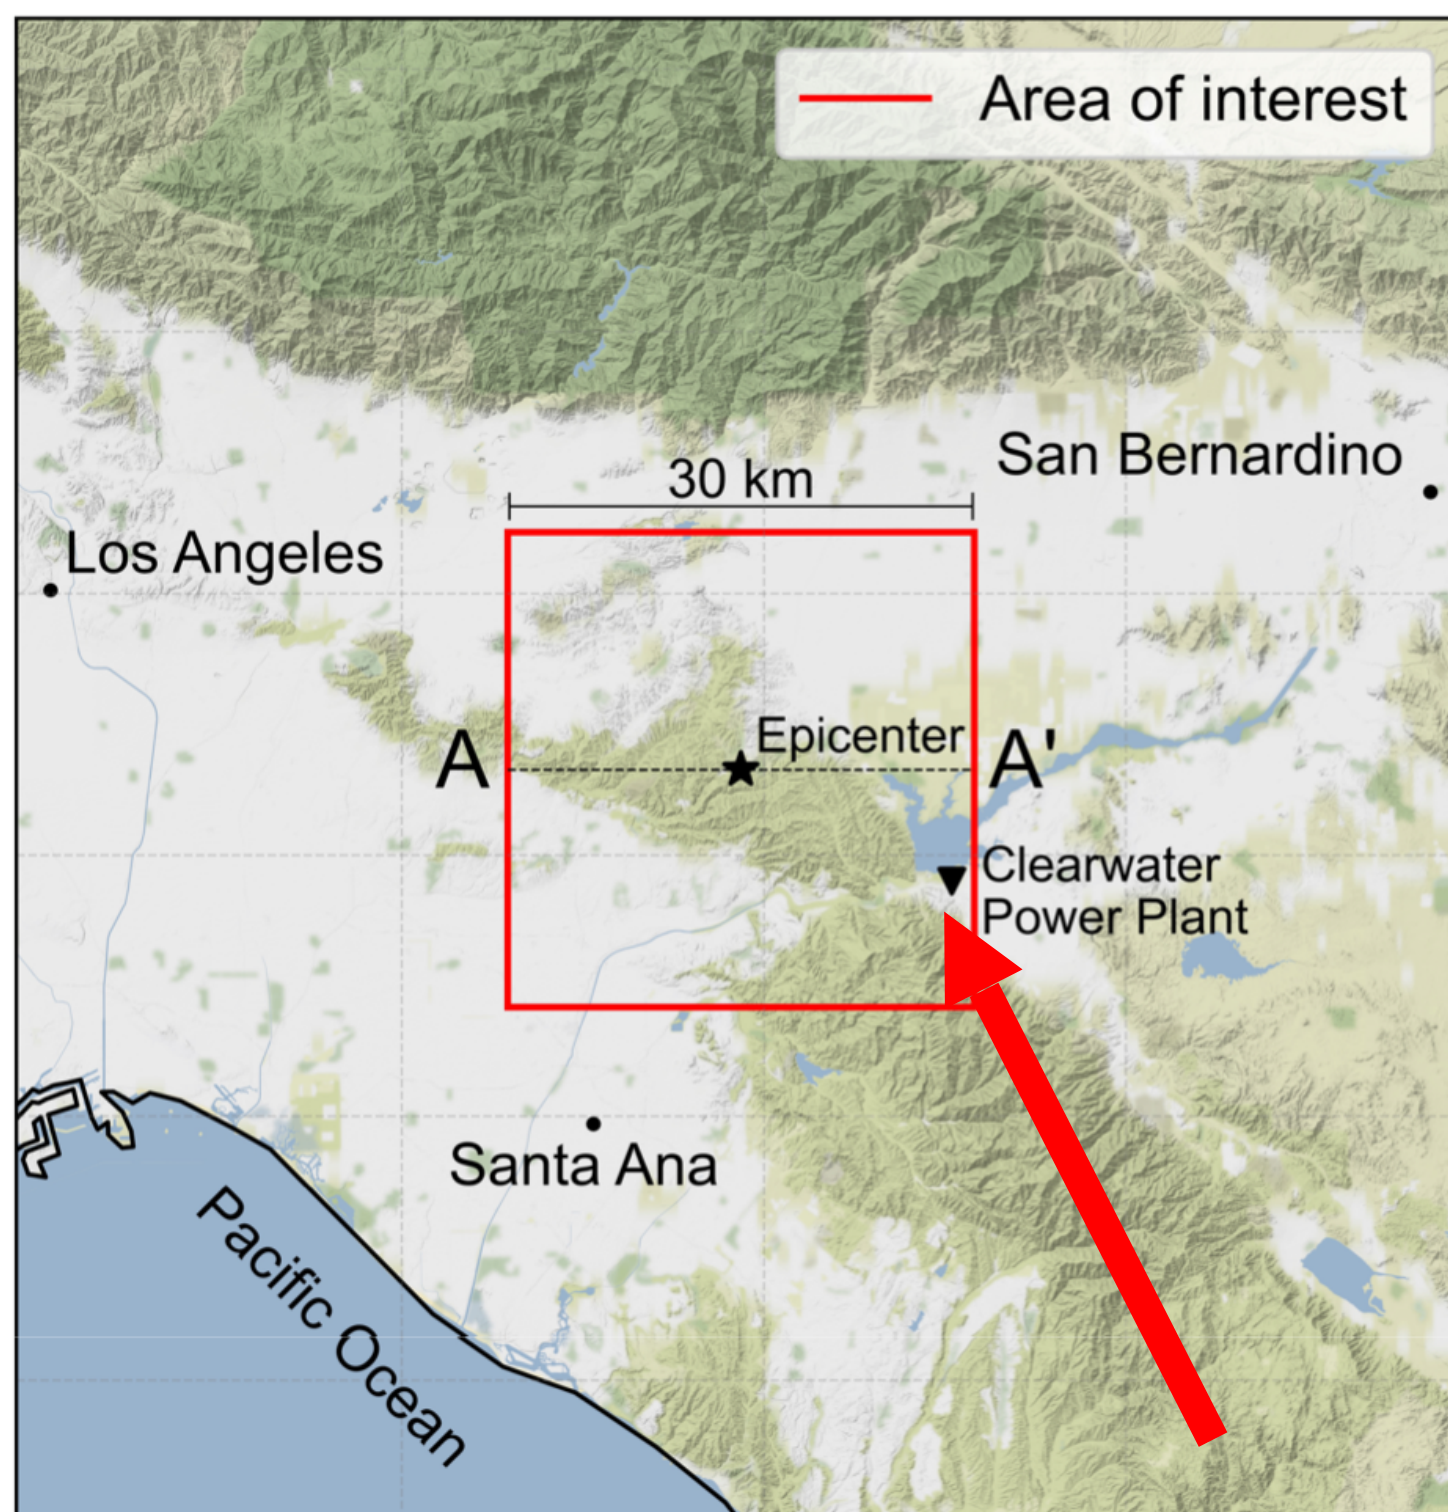 Area of interest
San Bernardino
30 km
Los Angeles
Epicenter
A
A'
Clearwater
Power Plant
Santa Ana
Pacific Ocean